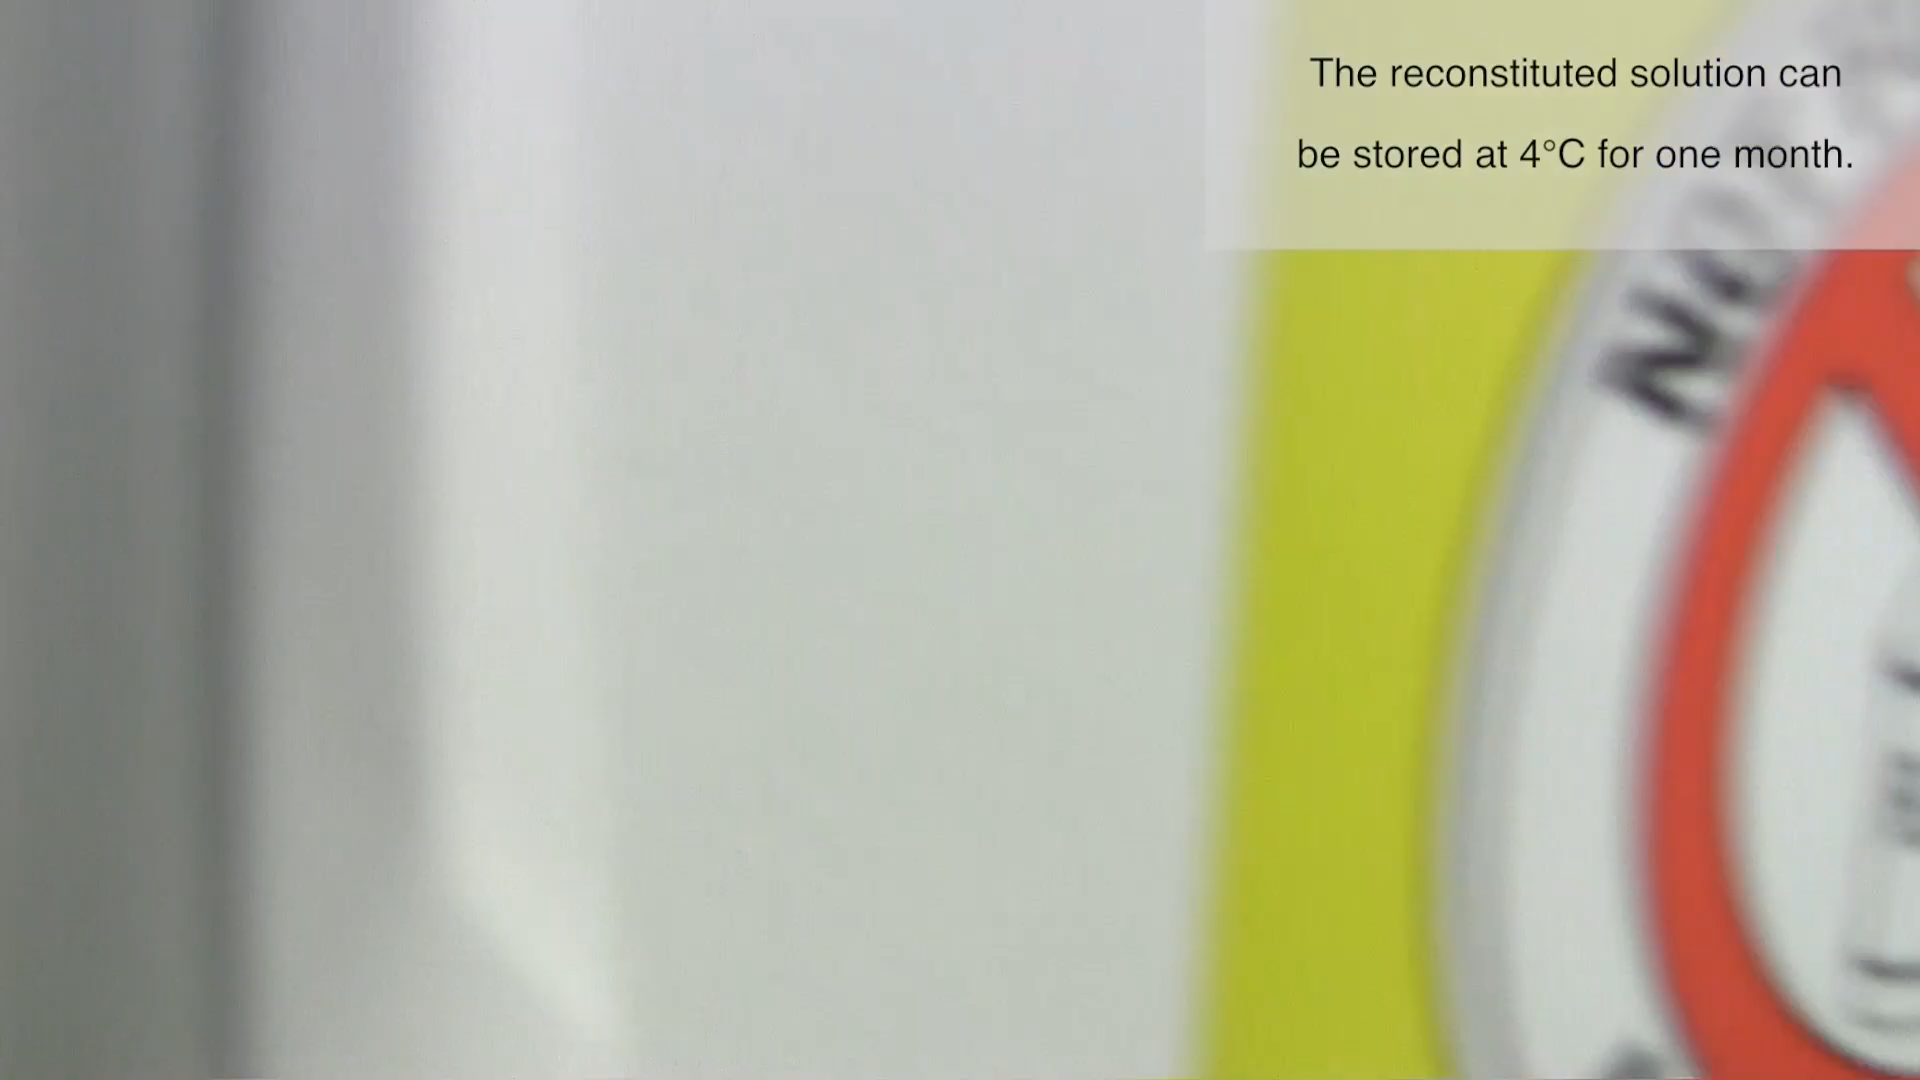 The reconstituted solution can
be stored at 4°C for one month.